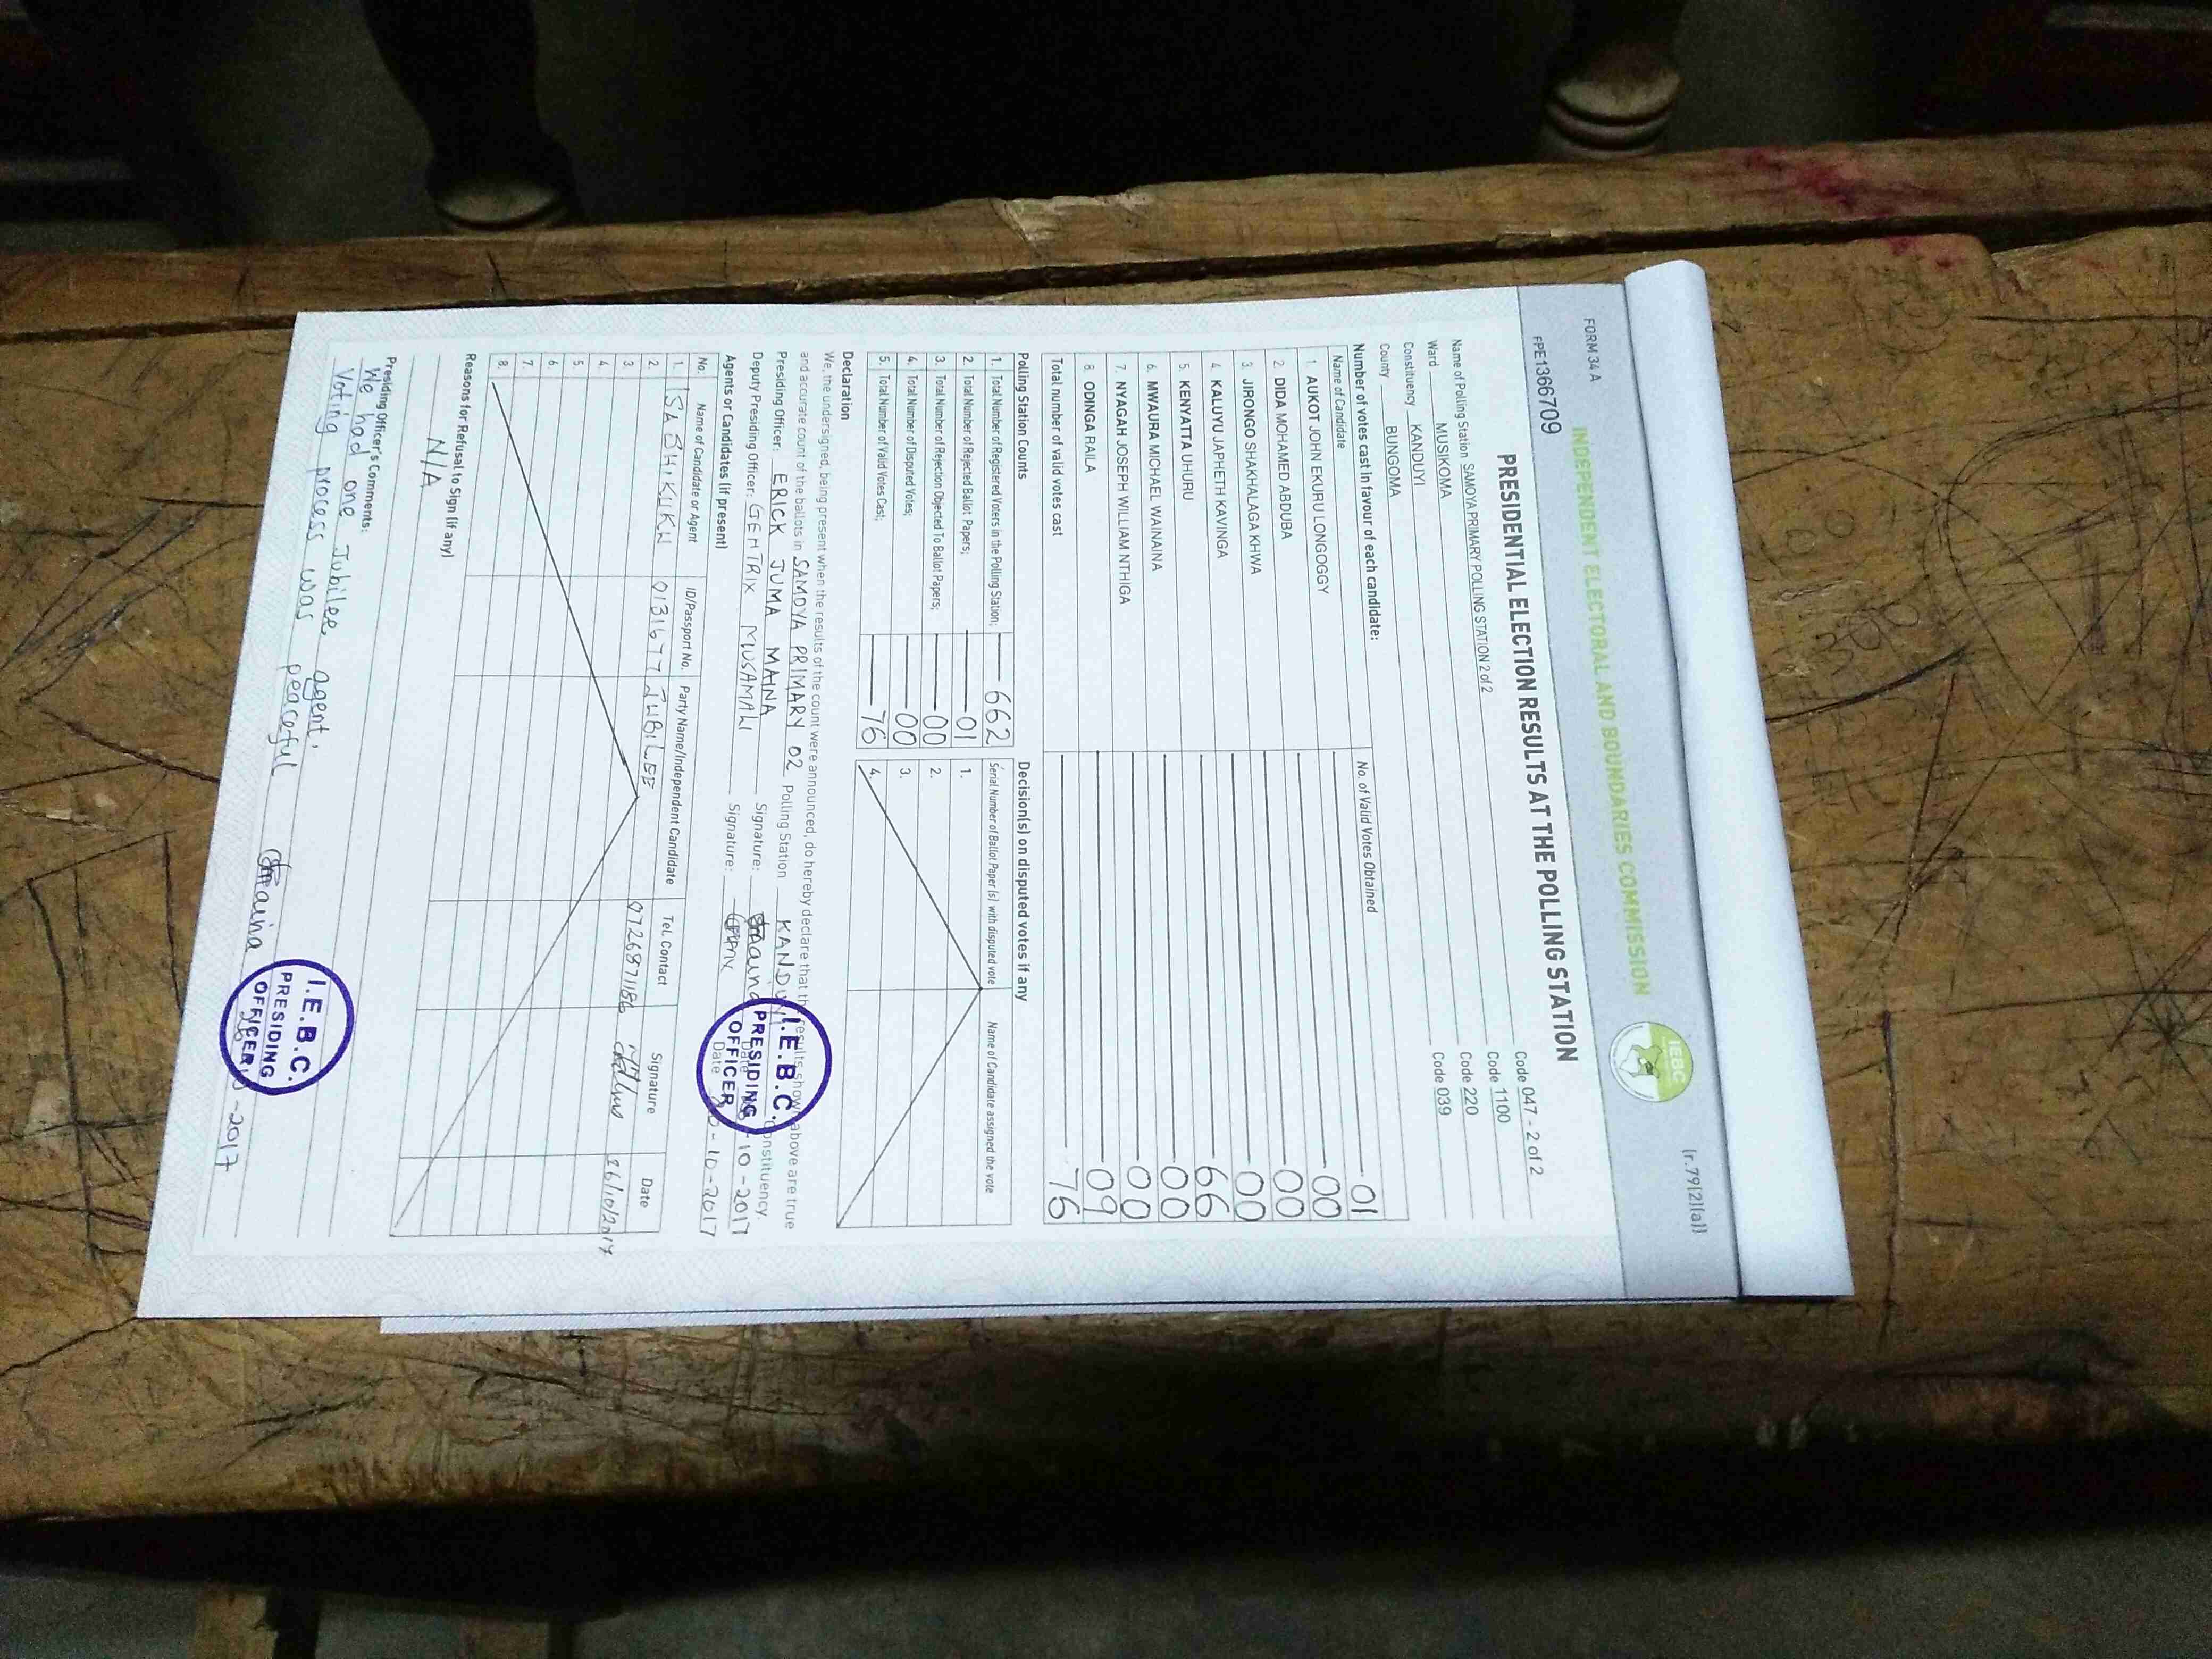 FORM 34 A
(r.79(2)(a))
INDEPENDENT ELECTORAL AND BOUNDARIES COMMISSION
IEBC
FPE1366709
PRESIDENTIAL ELECTION RESULTS AT THE POLLING STATION
Name of Polling Station SAMOYA PRIMARY POLLING STATION 2 of 2 Code 047 - 2 of 2
Ward MUSIKOMA Code 1100
Constituency KANDUYI Code 220
County BUNGOMA Code 039
Number of votes cast in favour of each candidate:
Name of Candidate No. of Valid Votes Obtained
1. AUKOT JOHN EKURU LONGOGGY 01
2. DIDA MOHAMED ABDUBA 00
3. JIRONGO SHAKHALAGA KHWA 00
4. KALUYU JAPHETH KAVINGA 00
5. KENYATTA UHURU 66
6. MWAURA MICHAEL WAINAINA 00
7. NYAGAH JOSEPH WILLIAM NTHIGA 00
8. ODINGA RAILA 09
Total number of valid votes cast 76
Polling Station Counts
1. Total Number of Registered Voters in the Polling Station; 662
2. Total Number of Rejected Ballot Papers; 01
3. Total Number of Rejection Objected To Ballot Papers; 00
4. Total Number of Disputed Votes; 00
5. Total Number of Valid Votes Cast; 76
Decision(s) on disputed votes if any
Serial Number of Ballot Paper(s) with disputed vote Name of Candidate assigned the vote
1.
2.
3.
4.
Declaration
We, the undersigned, being present when the results of the count were announced, do hereby declare that the results shown above are true
and accurate count of the ballots in SAMOYA PRIMARY 02 Polling Station KANDUYI Constituency.
Presiding Officer: ERICK JUMA MAINA Signature: Maina Date -10-2017
Deputy Presiding Officer: GENTRIX MUSAMALI Signature: Date -10-2017
I.E.B.C.
PRESIDING
OFFICER
Agents or Candidates (if present)
No. Name of Candidate or Agent ID/Passport No. Party Name/Independent Candidate Tel. Contact Signature Date
1. 0131677 JUBILEE 0726871186 26/10/2017
2.
3.
4.
5.
6.
7.
8.
Reasons for Refusal to Sign (if any)
N/A
Presiding Officer's Comments:
We had one Jubilee agent.
Voting process was peaceful
Maina -2017
I.E.B.C.
PRESIDING
OFFICER